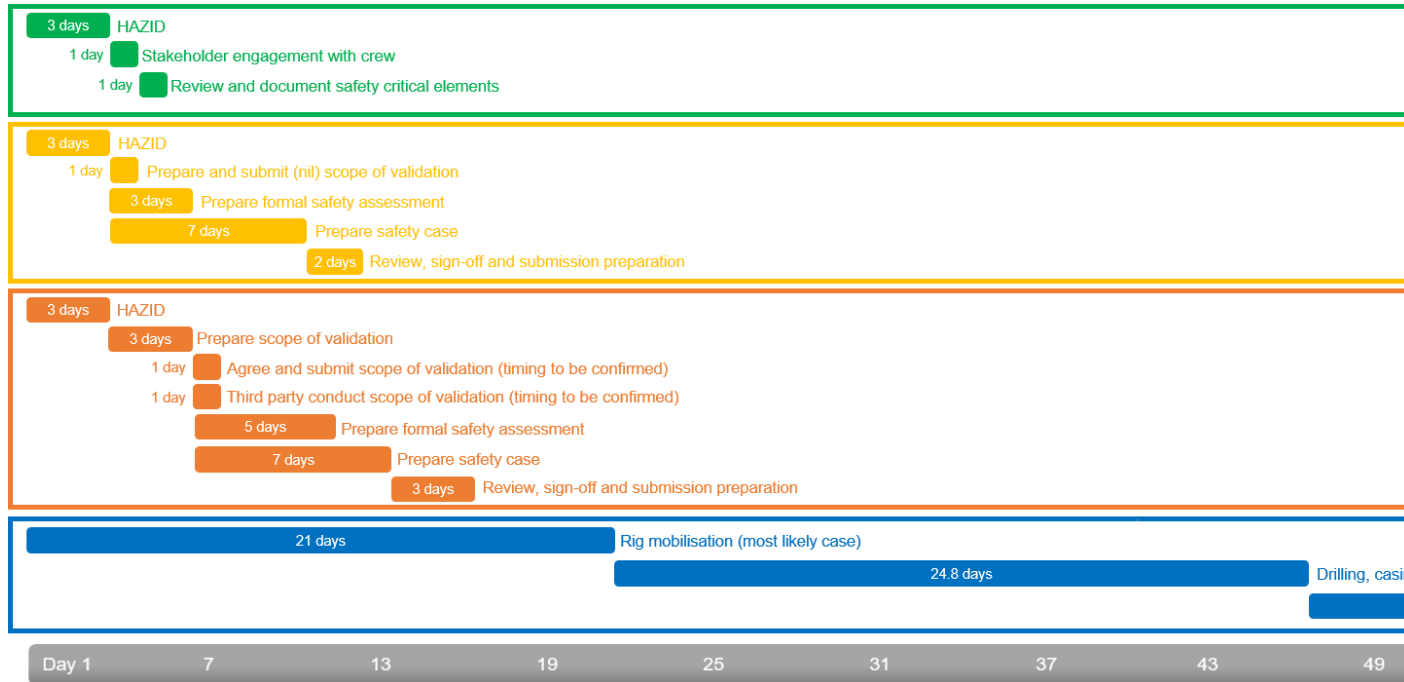 3 days HAZID
1 day Stakeholder engagement with crew
1 day Review and document safety critical elements
3 days HAZID
1 day Prepare and submit (nil) scope of validation
3 days Prepare formal safety assessment
7 days Prepare safety case
2 days Review, sign-off and submission preparation
3 days HAZID
3 days Prepare scope of validation
1 day Agree and submit scope of validation (timing to be confirmed)
1 day Third party conduct scope of validation (timing to be confirmed)
5 days Prepare formal safety assessment
7 days Prepare safety case
3 days Review, sign-off and submission preparation
21 days Rig mobilisation (most likely case)
24.8 days Drilling,
Day 1 7 13 19 25 31 37 43 49